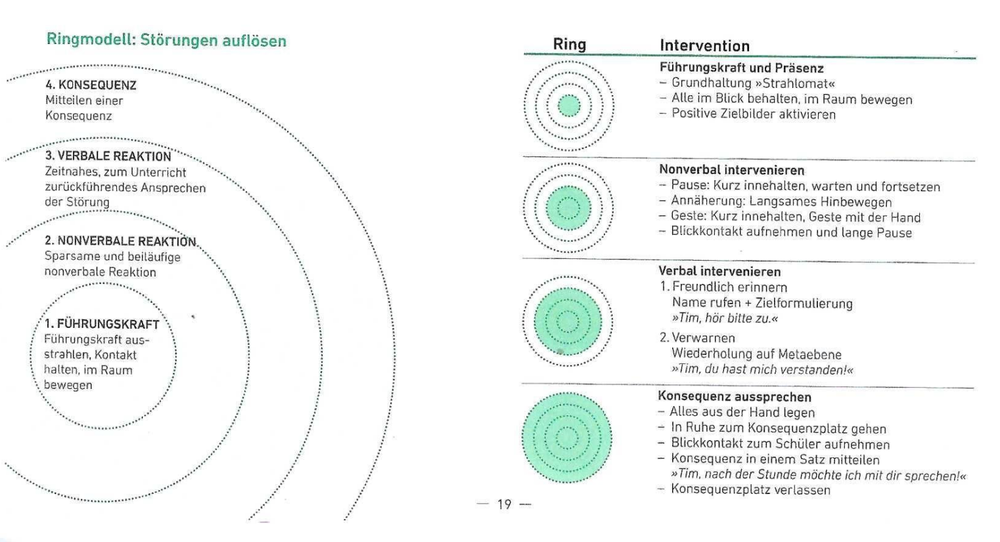 Ringmodell: Störungen auflösen
4. KONSEQUENZ
Mitteilen einer
Konsequenz
3. VERBALE REAKTION
Zeitnahes, zum Unterricht
zurückführendes Ansprechen
der Störung
2. NONVERBALE REAKTION
Sparsame und beiläufige
nonverbale Reaktion
1. FÜHRUNGSKRAFT
Führungskraft aus-
strahlen, Kontakt
halten, im Raum
bewegen
Ring Intervention
Führungskraft und Präsenz
– Grundhaltung »Strahlomat«
– Alle im Blick behalten, im Raum bewegen
– Positive Zielbilder aktivieren
Nonverbal intervenieren
– Pause: Kurz innehalten, warten und fortsetzen
– Annäherung: Langsames Hinbewegen
– Geste: Kurz innehalten, Geste mit der Hand
– Blickkontakt aufnehmen und lange Pause
Verbal intervenieren
1. Freundlich erinnern
Name rufen + Zielformulierung
»Tim, hör bitte zu.«
2. Verwarnen
Wiederholung auf Metaebene
»Tim, du hast mich verstanden!«
Konsequenz aussprechen
– Alles aus der Hand legen
– In Ruhe zum Konsequenzplatz gehen
– Blickkontakt zum Schüler aufnehmen
– Konsequenz in einem Satz mitteilen
»Tim, nach der Stunde möchte ich mit dir sprechen!«
– Konsequenzplatz verlassen
— 19 —